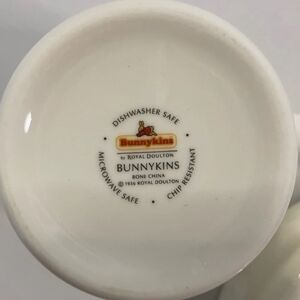 DISHWASHER SAFE
Bunnykins
by ROYAL DOULTON
BUNNYKINS
BONE CHINA
© 1936 ROYAL DOULTON
MICROWAVE SAFE • CHIP RESISTANT •